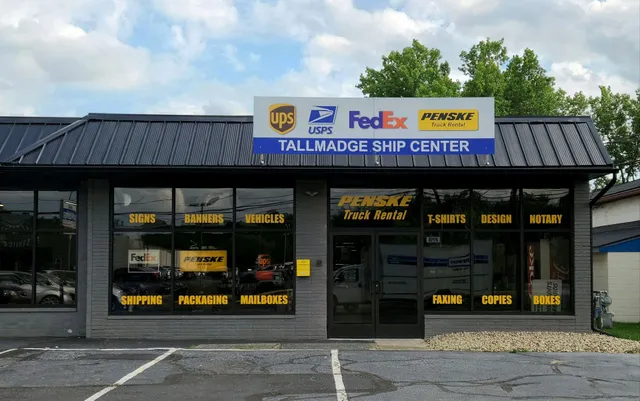 ups USPS FedEx PENSKE
Truck Rental
TALLMADGE SHIP CENTER
PENSKE
Truck Rental
SIGNS BANNERS VEHICLES
T-SHIRTS DESIGN NOTARY
FedEx PENSKE
ups
SHIPPING PACKAGING MAILBOXES
FAXING COPIES BOXES